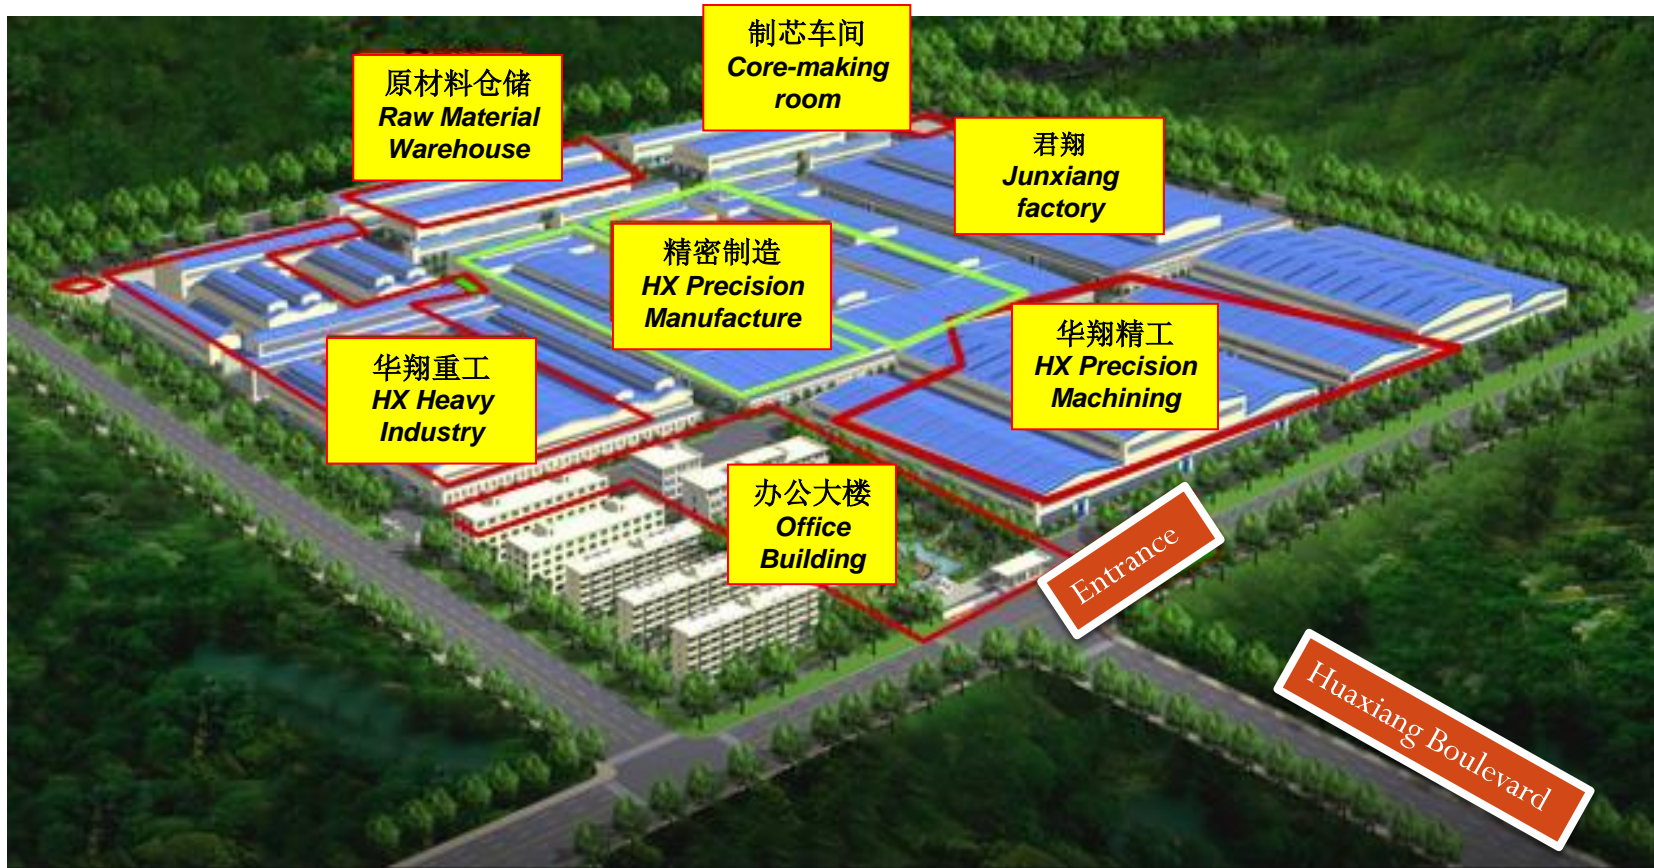 制芯车间
Core-making
room
原材料仓储
Raw Material
Warehouse
君翔
Junxiang
factory
精密制造
HX Precision
Manufacture
华翔精工
HX Precision
Machining
华翔重工
HX Heavy
Industry
办公大楼
Office
Building
Entrance
Huaxiang Boulevard